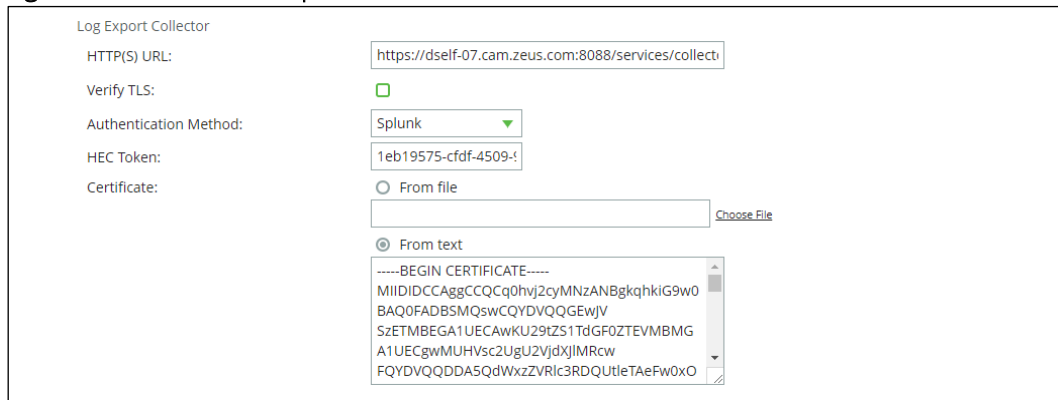 Log Export Collector
HTTP(S) URL: https://dself-07.cam.zeus.com:8088/services/collect
Verify TLS:
Authentication Method: Splunk
HEC Token: 1eb19575-cfdf-4509-9
Certificate: From file
Choose File
From text
-----BEGIN CERTIFICATE-----
MIIDIDCCAggCCQCq0hvj2cyMNzANBgkqhkiG9w0
BAQ0FADBSMQswCQYDVQQGEwJV
SzETMBEGA1UECAwKU29tZS1TdGF0ZTEVMBMG
A1UECgwMUHVsc2UgU2VjdXJlMRcw
FQYDVQQDDA5QdWxzZVRlc3RDQUtleTAeFw0xO